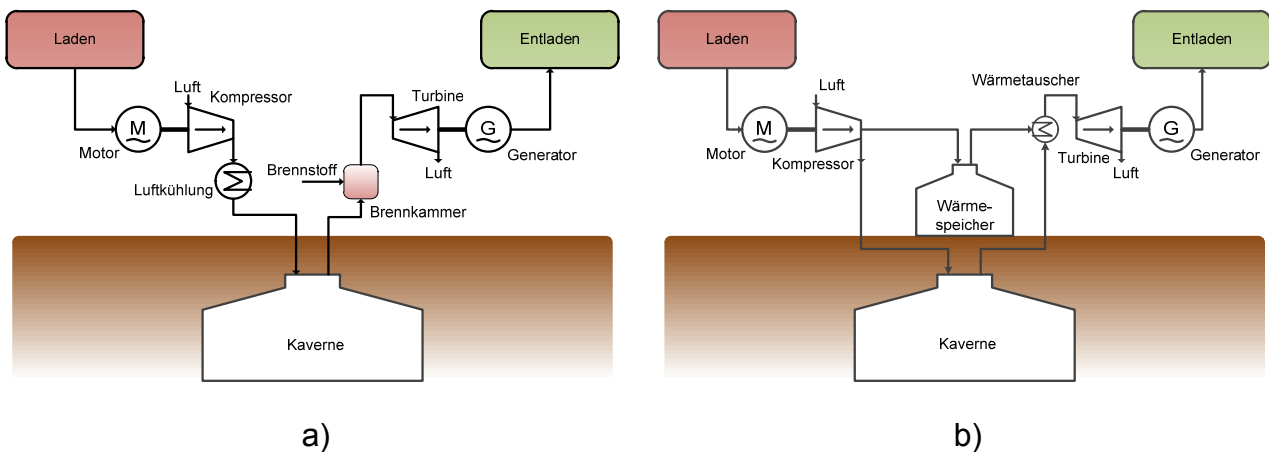 Laden
Entladen
Luft
Kompressor
Turbine
M
G
Motor
Generator
Luft
Luftkühlung
Brennstoff
Brennkammer
Kaverne
a)
Laden
Entladen
Luft
Wärmetauscher
M
G
Motor
Kompressor
Turbine
Generator
Luft
Wärme-
speicher
Kaverne
b)